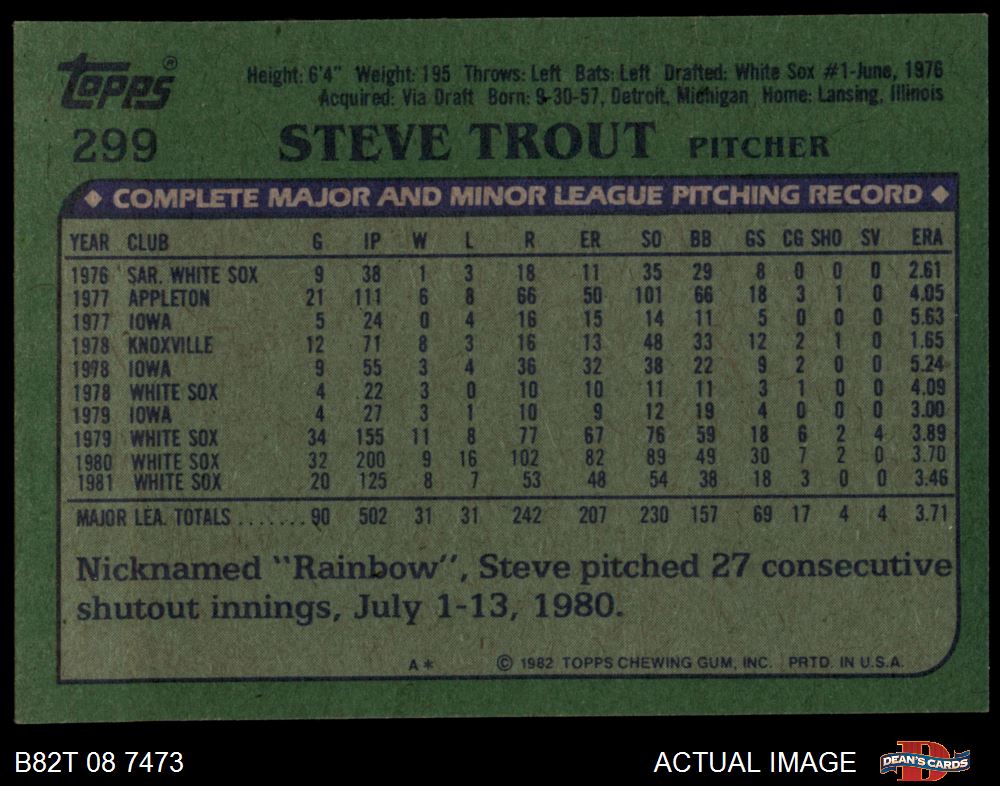 topps®
Height: 6'4" Weight: 195 Throws: Left Bats: Left Drafted: White Sox #1-June, 1976
Acquired: Via Draft Born: 9-30-57, Detroit, Michigan Home: Lansing, Illinois
299 STEVE TROUT PITCHER
◆ COMPLETE MAJOR AND MINOR LEAGUE PITCHING RECORD ◆
YEAR CLUB G IP W L R ER SO BB GS CG SHO SV ERA
1976 SAR. WHITE SOX 9 38 1 3 18 11 35 29 8 0 0 0 2.61
1977 APPLETON 21 111 6 8 66 50 101 66 18 3 1 0 4.05
1977 IOWA 5 24 0 4 16 15 14 11 5 0 0 0 5.63
1978 KNOXVILLE 12 71 8 3 16 13 48 33 12 2 1 0 1.65
1978 IOWA 9 55 3 4 36 32 38 22 9 2 0 0 5.24
1978 WHITE SOX 4 22 3 0 10 10 11 11 3 1 0 0 4.09
1979 IOWA 4 27 3 1 10 9 12 19 4 0 0 0 3.00
1979 WHITE SOX 34 155 11 8 77 67 76 59 18 6 2 4 3.89
1980 WHITE SOX 32 200 9 16 102 82 89 49 30 7 2 0 3.70
1981 WHITE SOX 20 125 8 7 53 48 54 38 18 3 0 0 3.46
MAJOR LEA. TOTALS ....... 90 502 31 31 242 207 230 157 69 17 4 4 3.71
Nicknamed "Rainbow", Steve pitched 27 consecutive
shutout innings, July 1-13, 1980.
A* © 1982 TOPPS CHEWING GUM, INC. PRTD. IN U.S.A.
B82T 08 7473 ACTUAL IMAGE DEAN'S CARDS